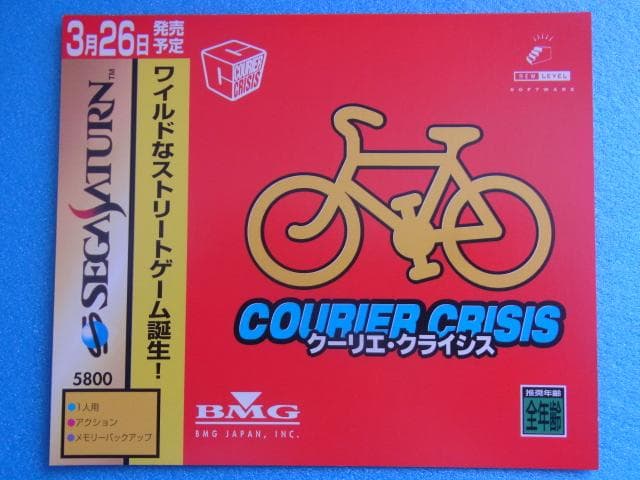 3月26日 発売予定
SEGA SATURN™
ワイルドなストリートゲーム誕生！
5800
1人用
アクション
メモリーバックアップ
COURIER
CRISIS
NEW LEVEL
SOFTWARE
COURIER CRISIS
クーリエ・クライシス
BMG
BMG JAPAN, INC.
推奨年齢
全年齢